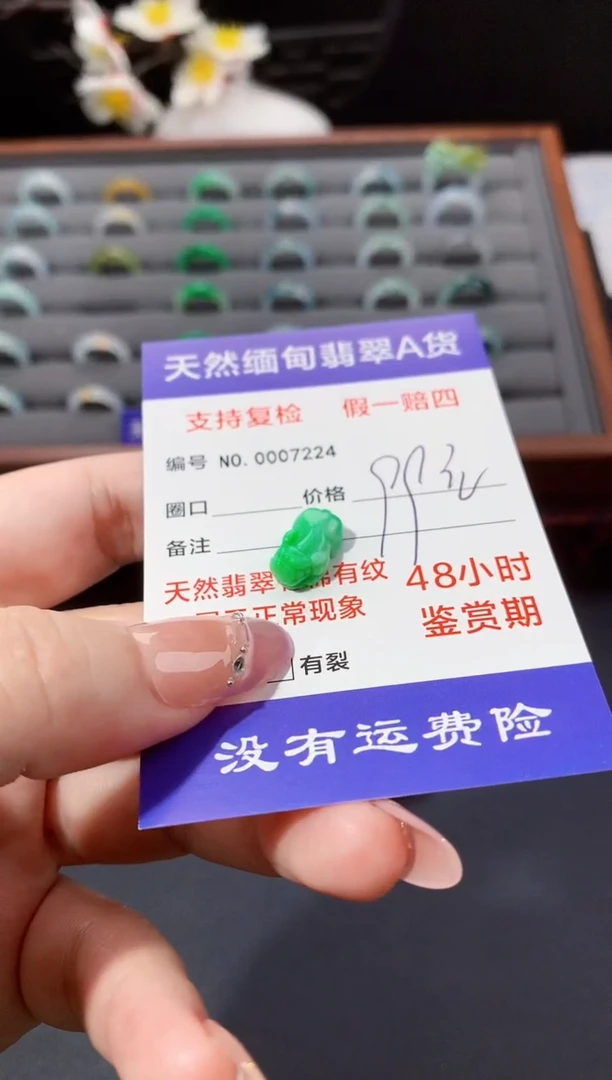 天然缅甸翡翠A货
支持复检 假一赔四
编号 NO.0007224
圈口 价格
备注
天然翡翠 有纹 48小时
正常现象 鉴赏期
有裂
没有运费险